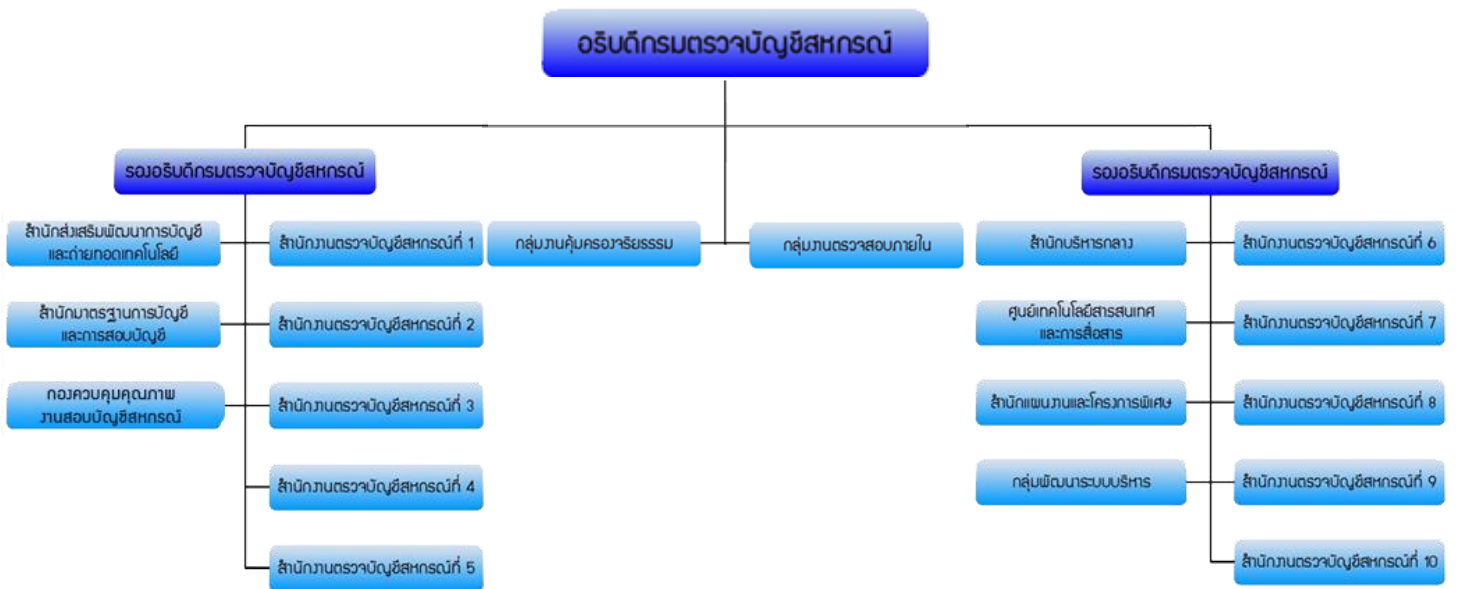 อธิบดีกรมตรวจบัญชีสหกรณ์
รองอธิบดีกรมตรวจบัญชีสหกรณ์
สำนักส่งเสริมพัฒนาการบัญชี
และถ่ายทอดเทคโนโลยี
สำนักงานตรวจบัญชีสหกรณ์ที่ 1
สำนักมาตรฐานการบัญชี
และการสอบบัญชี
สำนักงานตรวจบัญชีสหกรณ์ที่ 2
กองควบคุมคุณภาพ
งานสอบบัญชีสหกรณ์
สำนักงานตรวจบัญชีสหกรณ์ที่ 3
สำนักงานตรวจบัญชีสหกรณ์ที่ 4
สำนักงานตรวจบัญชีสหกรณ์ที่ 5
กลุ่มงานคุ้มครองจริยธรรม
กลุ่มงานตรวจสอบภายใน
รองอธิบดีกรมตรวจบัญชีสหกรณ์
สำนักบริหารกลาง
สำนักงานตรวจบัญชีสหกรณ์ที่ 6
ศูนย์เทคโนโลยีสารสนเทศ
และการสื่อสาร
สำนักงานตรวจบัญชีสหกรณ์ที่ 7
สำนักแผนงานและโครงการพิเศษ
สำนักงานตรวจบัญชีสหกรณ์ที่ 8
กลุ่มพัฒนาระบบบริหาร
สำนักงานตรวจบัญชีสหกรณ์ที่ 9
สำนักงานตรวจบัญชีสหกรณ์ที่ 10